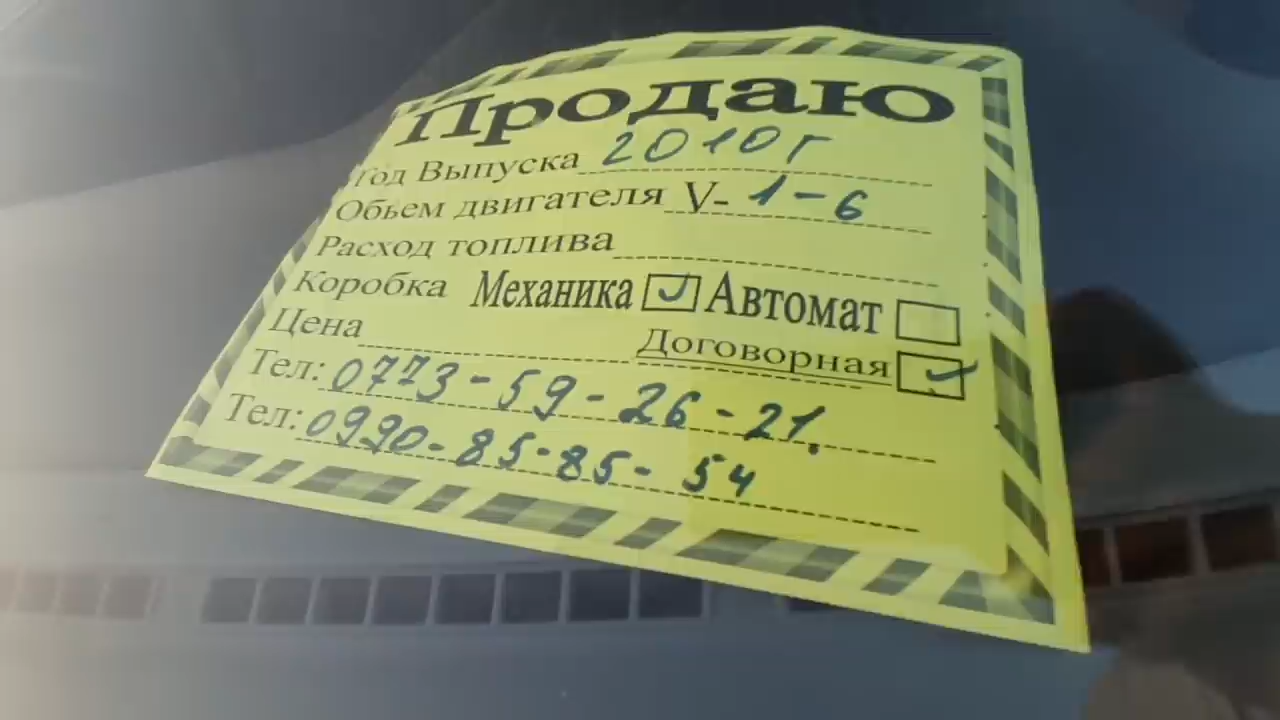 Продаю
Год Выпуска 2010г
Обьем двигателя V- 1-6
Расход топлива
Коробка Механика ✓ Автомат
Цена Договорная ✓
Тел: 0773-59-26-21.
Тел: 0990-85-85-54